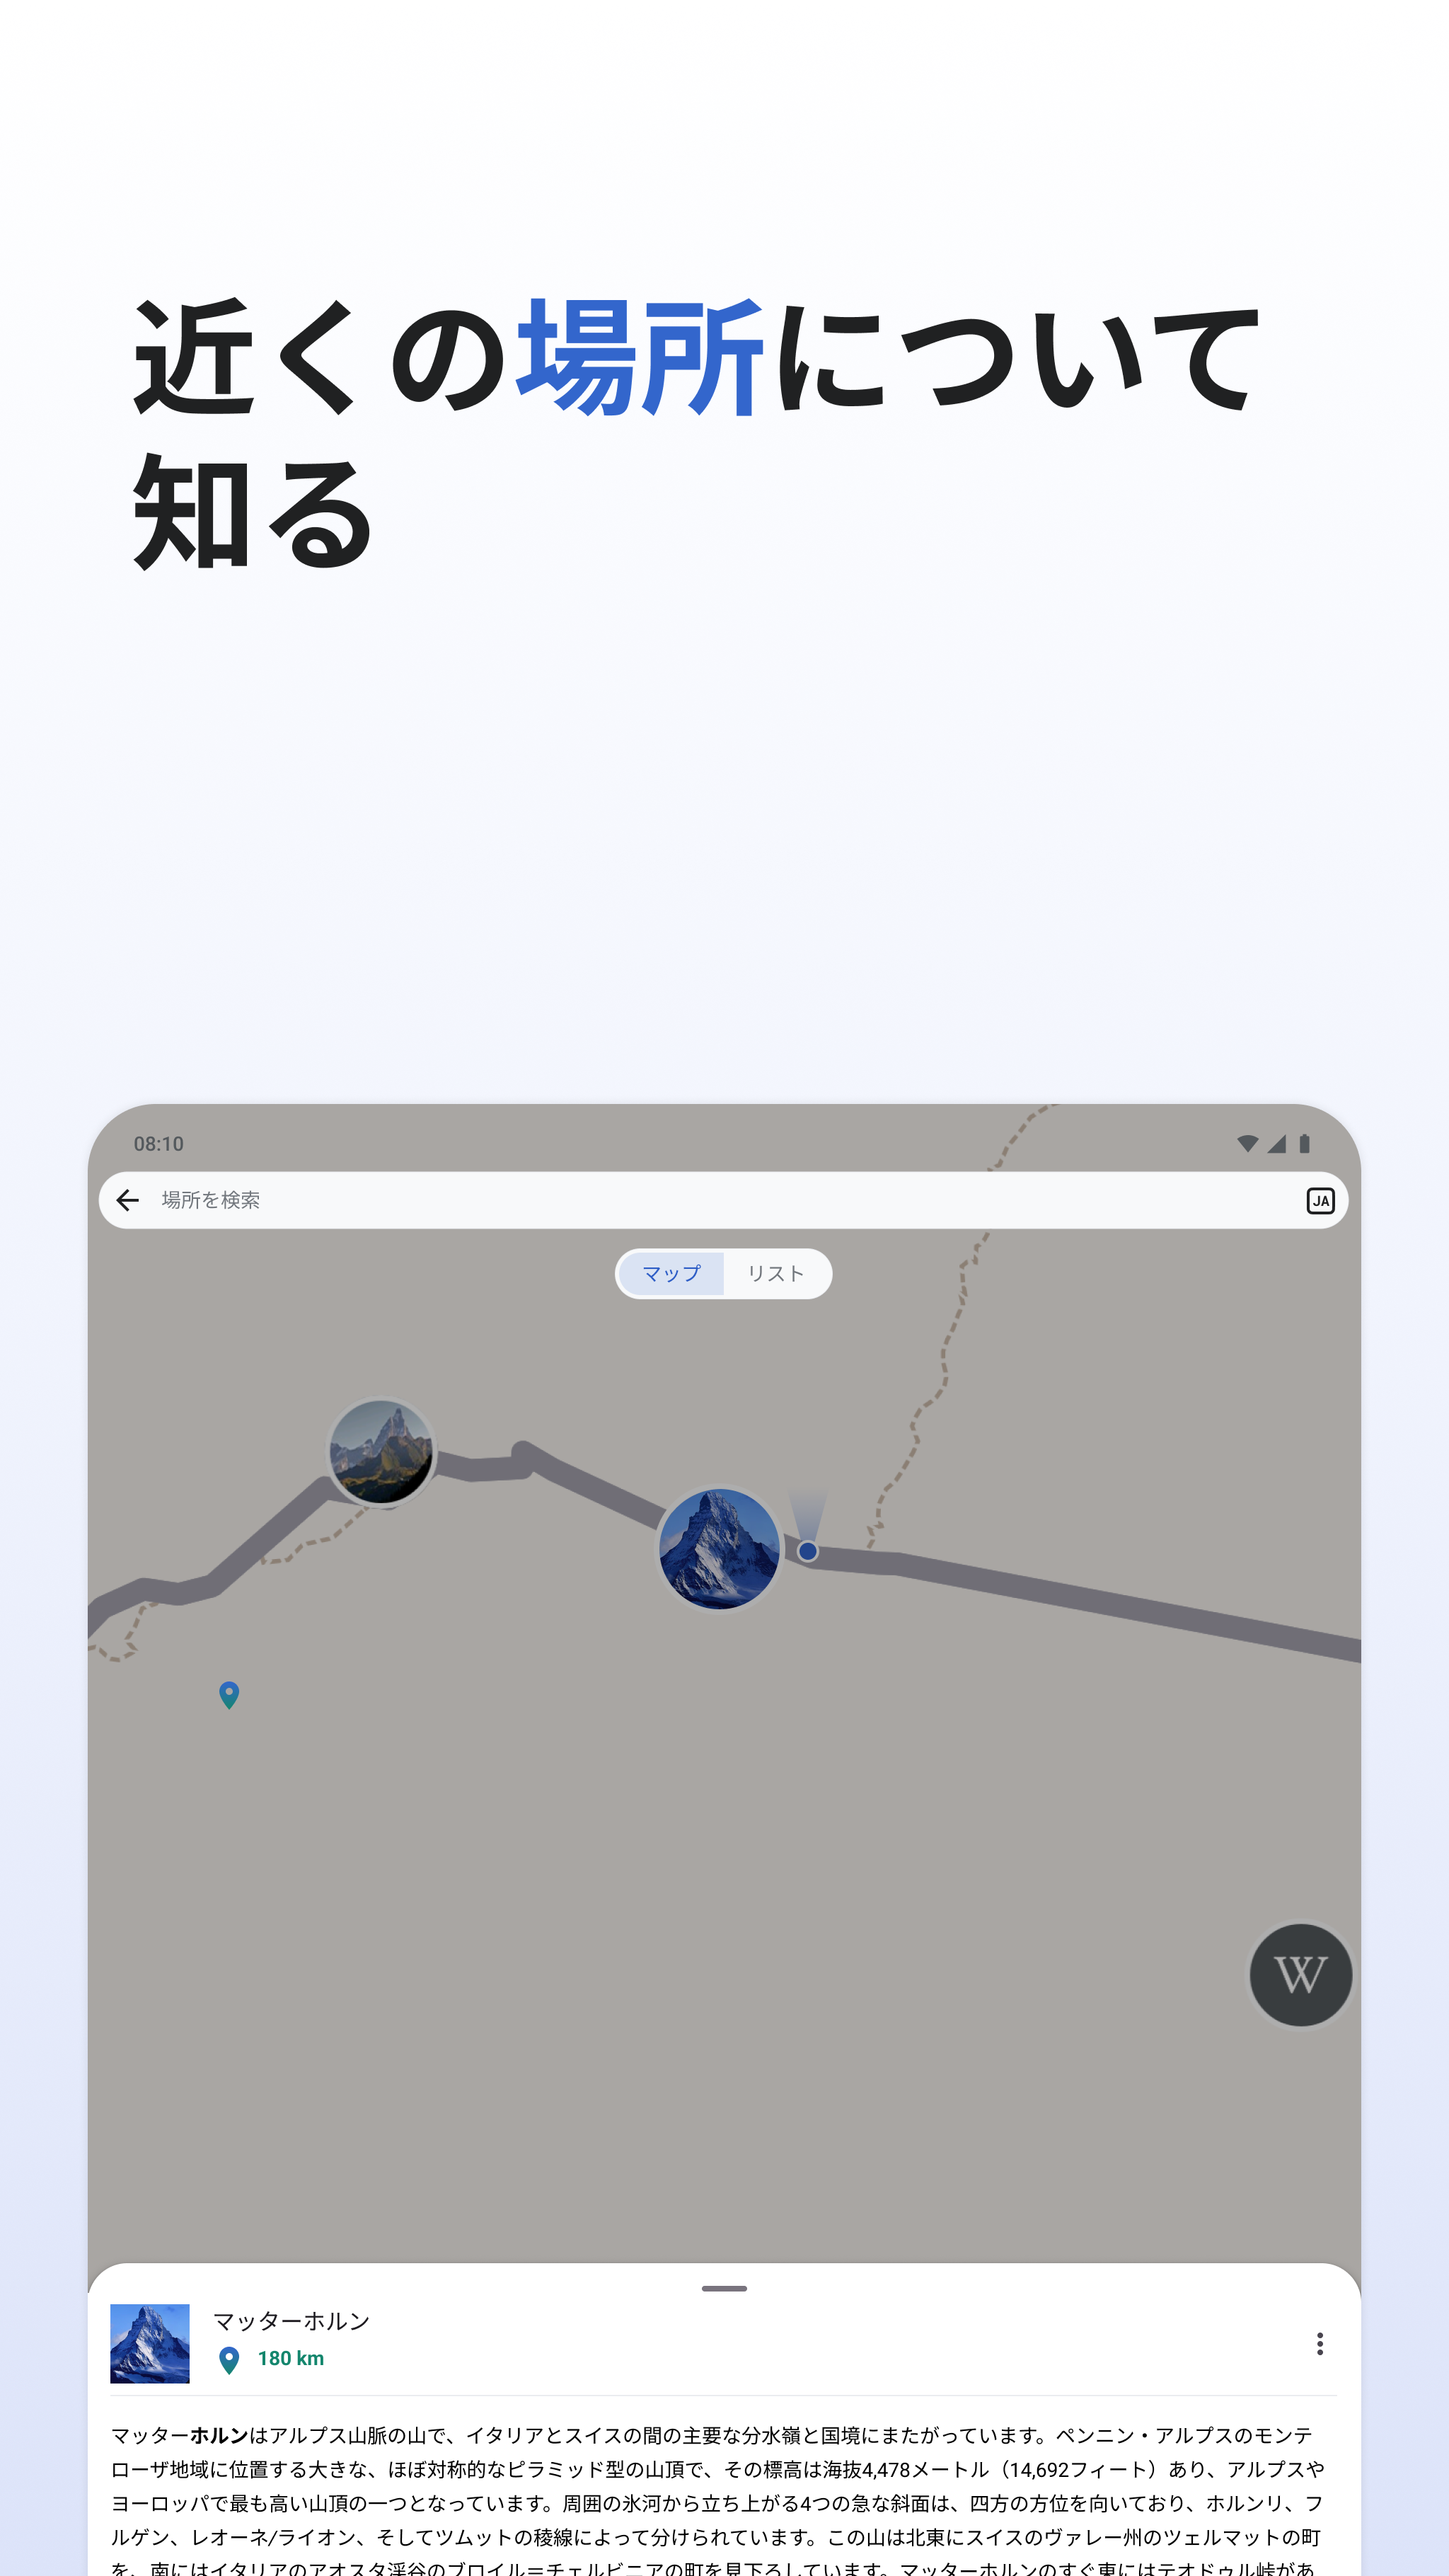 近くの場所について
知る
08:10
場所を検索
JA
マップ
リスト
W
マッターホルン
180 km
マッターホルンはアルプス山脈の山で、イタリアとスイスの間の主要な分水嶺と国境にまたがっています。ペンニン・アルプスのモンテ
ローザ地域に位置する大きな、ほぼ対称的なピラミッド型の山頂で、その標高は海抜4,478メートル（14,692フィート）あり、アルプスや
ヨーロッパで最も高い山頂の一つとなっています。周囲の氷河から立ち上がる4つの急な斜面は、四方の方位を向いており、ホルンリ、フ
ルゲン、レオーネ/ライオン、そしてツムットの稜線によって分けられています。この山は北東にスイスのヴァレー州のツェルマットの町
を、南にはイタリアのアオスタ渓谷のブロイル＝チェルビニアの町を見下ろしています。マッターホルンのすぐ東にはテオドゥル峠があ